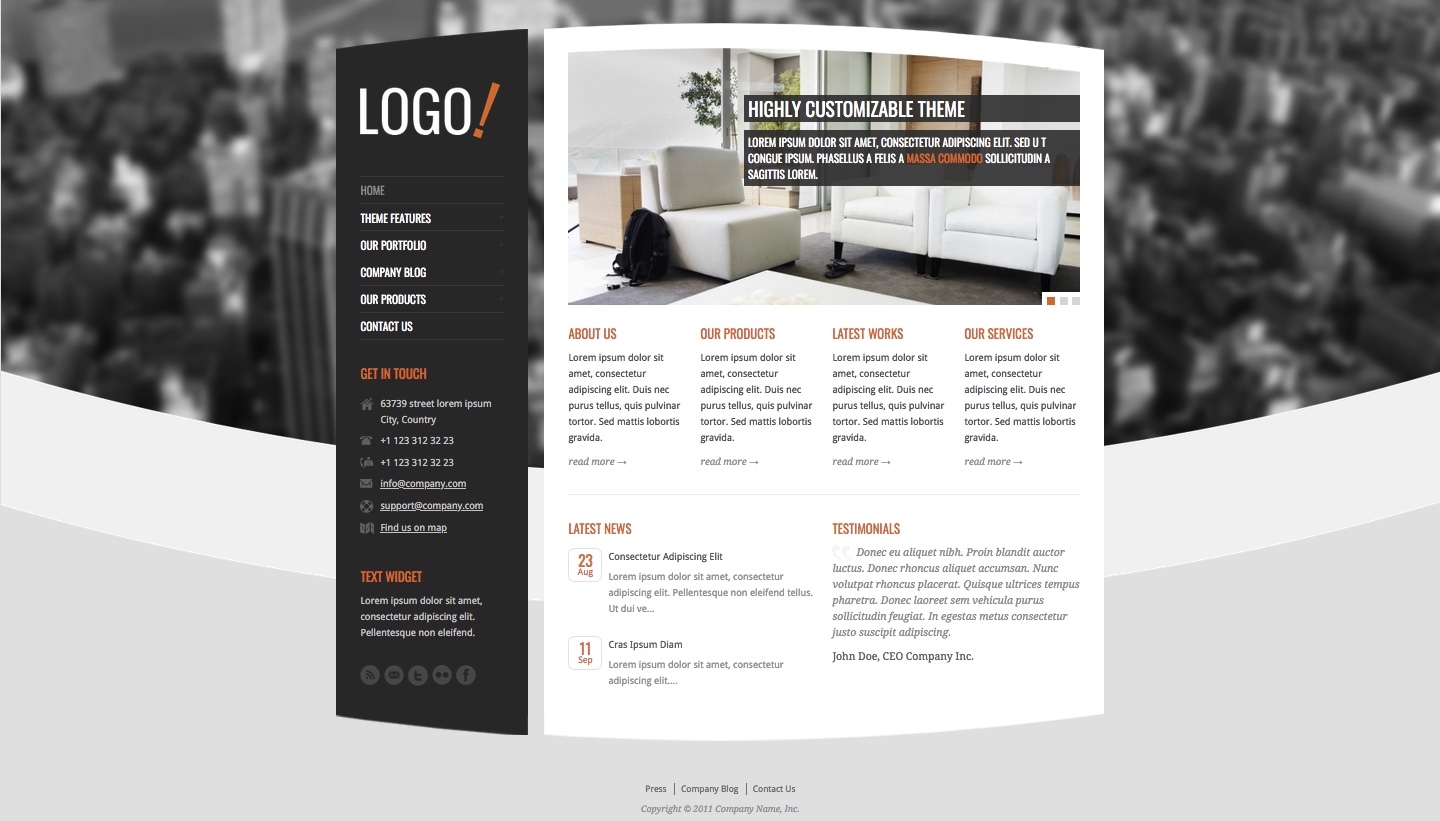 LOGO!
HOME
THEME FEATURES
OUR PORTFOLIO
COMPANY BLOG
OUR PRODUCTS
CONTACT US
GET IN TOUCH
63739 street lorem ipsum
City, Country
+1 123 312 32 23
+1 123 312 32 23
info@company.com
support@company.com
Find us on map
TEXT WIDGET
Lorem ipsum dolor sit amet,
consectetur adipiscing elit.
Pellentesque non eleifend.
HIGHLY CUSTOMIZABLE THEME
LOREM IPSUM DOLOR SIT AMET, CONSECTETUR ADIPISCING ELIT. SED U T
CONGUE IPSUM. PHASELLUS A FELIS A MASSA COMMODO SOLLICITUDIN A
SAGITTIS LOREM.
ABOUT US
Lorem ipsum dolor sit
amet, consectetur
adipiscing elit. Duis nec
purus tellus, quis pulvinar
tortor. Sed mattis lobortis
gravida.
read more →
OUR PRODUCTS
Lorem ipsum dolor sit
amet, consectetur
adipiscing elit. Duis nec
purus tellus, quis pulvinar
tortor. Sed mattis lobortis
gravida.
read more →
LATEST WORKS
Lorem ipsum dolor sit
amet, consectetur
adipiscing elit. Duis nec
purus tellus, quis pulvinar
tortor. Sed mattis lobortis
gravida.
read more →
OUR SERVICES
Lorem ipsum dolor sit
amet, consectetur
adipiscing elit. Duis nec
purus tellus, quis pulvinar
tortor. Sed mattis lobortis
gravida.
read more →
LATEST NEWS
23
Aug
Consectetur Adipiscing Elit
Lorem ipsum dolor sit amet, consectetur
adipiscing elit. Pellentesque non eleifend tellus.
Ut dui ve...
11
Sep
Cras Ipsum Diam
Lorem ipsum dolor sit amet, consectetur
adipiscing elit....
TESTIMONIALS
Donec eu aliquet nibh. Proin blandit auctor
luctus. Donec rhoncus aliquet accumsan. Nunc
volutpat rhoncus placerat. Quisque ultrices tempus
pharetra. Donec laoreet sem vehicula purus
sollicitudin feugiat. In egestas metus consectetur
justo suscipit adipiscing.
John Doe, CEO Company Inc.
Press | Company Blog | Contact Us
Copyright © 2011 Company Name, Inc.